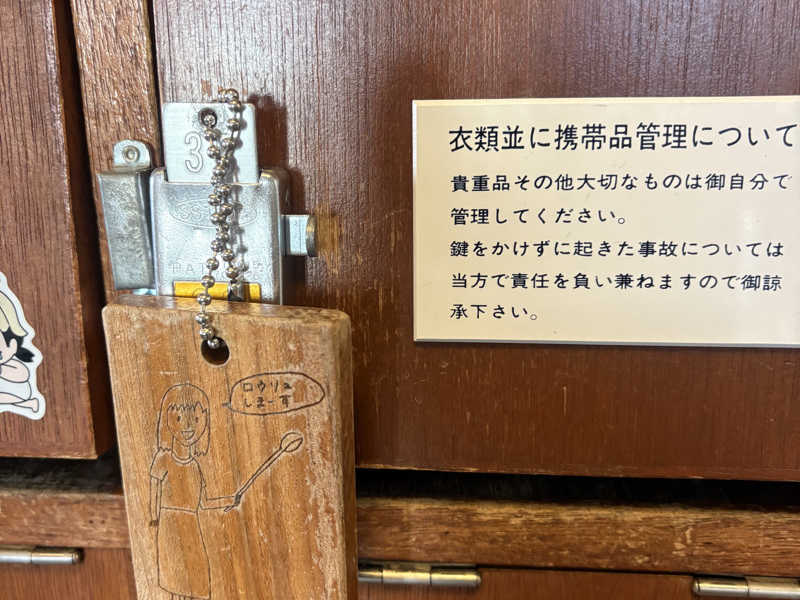 3
衣類並に携帯品管理について
貴重品その他大切なものは御自分で
管理してください。
鍵をかけずに起きた事故については
当方で責任を負い兼ねますので御諒
承下さい。
ロウリュ
しまーす